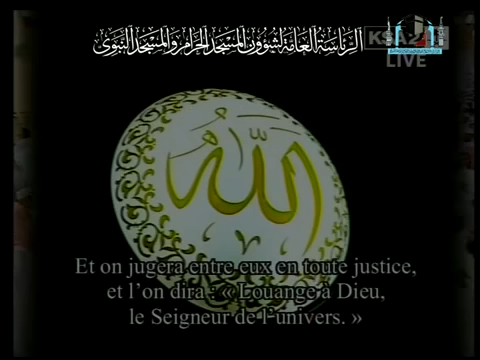 الرئاسة العامة لشؤون المسجد الحرام والمسجد النبوي
LIVE
الله
Et on jugera entre eux en toute justice,
et l'on dira : « Louange à Dieu,
le Seigneur de l'univers. »